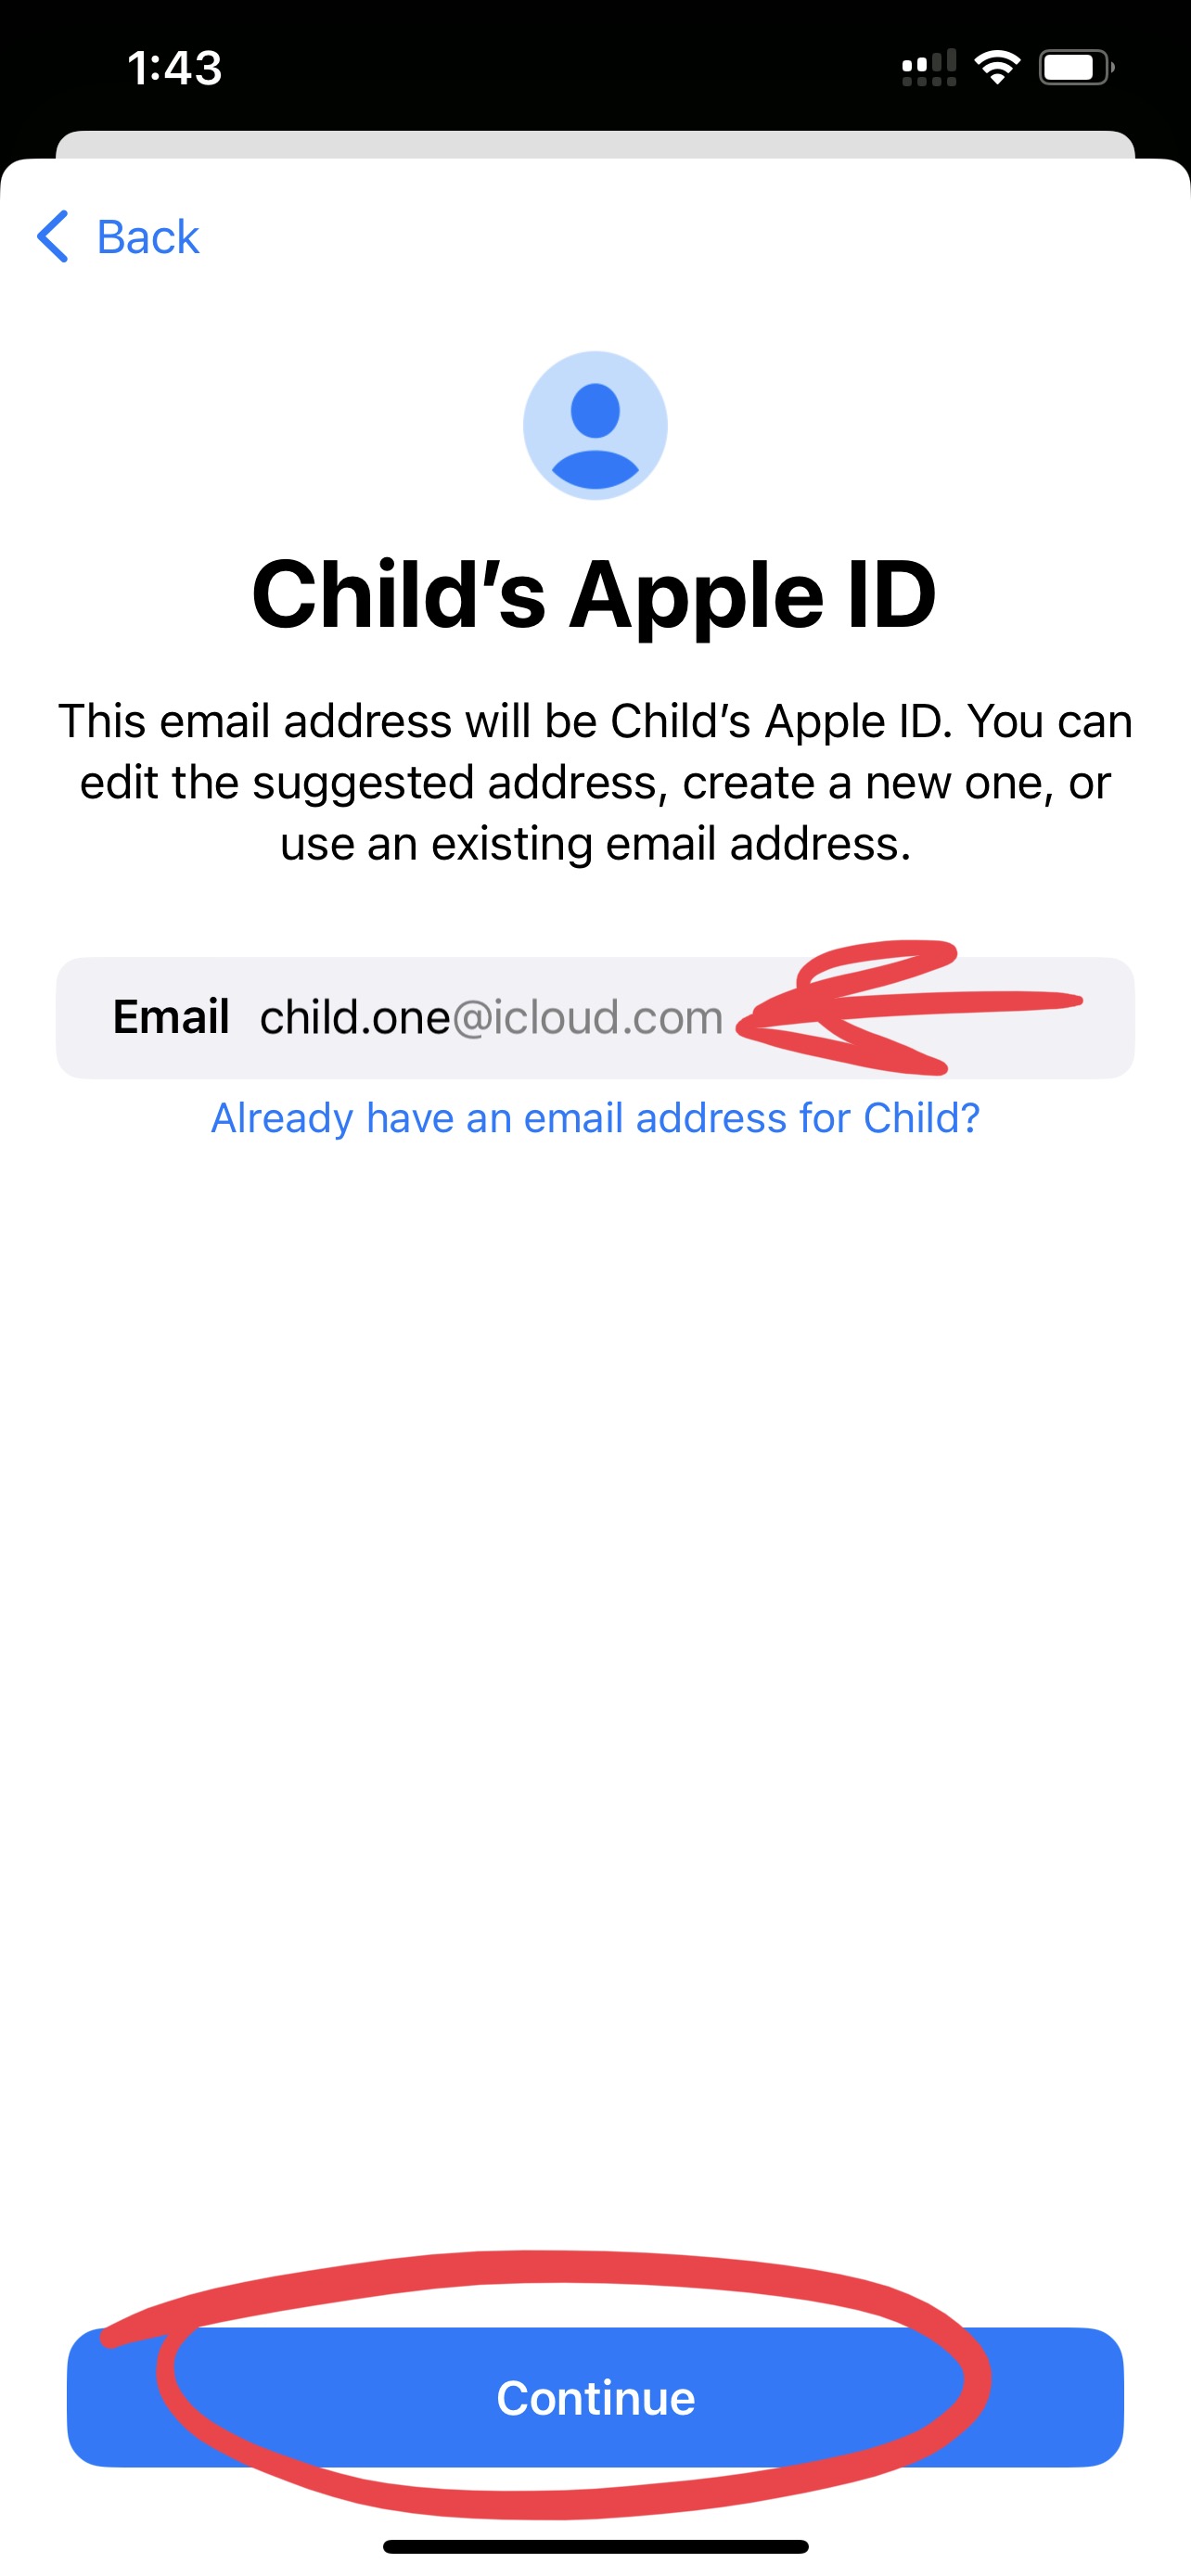 1:43
Back
Child’s Apple ID
This email address will be Child’s Apple ID. You can
edit the suggested address, create a new one, or
use an existing email address.
Email child.one@icloud.com
Already have an email address for Child?
Continue